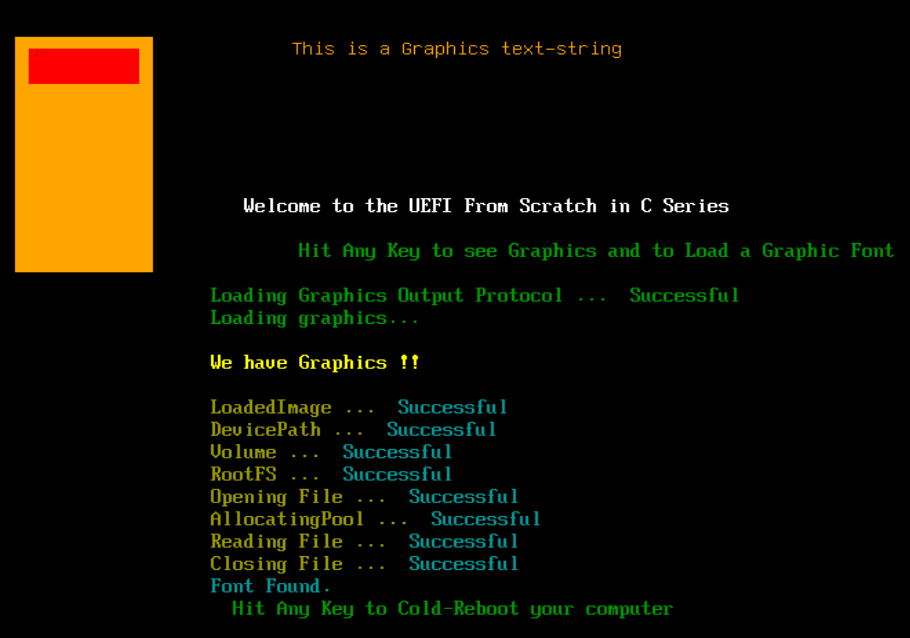 This is a Graphics text-string
Welcome to the UEFI From Scratch in C Series
Hit Any Key to see Graphics and to Load a Graphic Font
Loading Graphics Output Protocol ... Successful
Loading graphics...
We have Graphics !!
LoadedImage ... Successful
DevicePath ... Successful
Volume ... Successful
RootFS ... Successful
Opening File ... Successful
AllocatingPool ... Successful
Reading File ... Successful
Closing File ... Successful
Font Found.
Hit Any Key to Cold-Reboot your computer